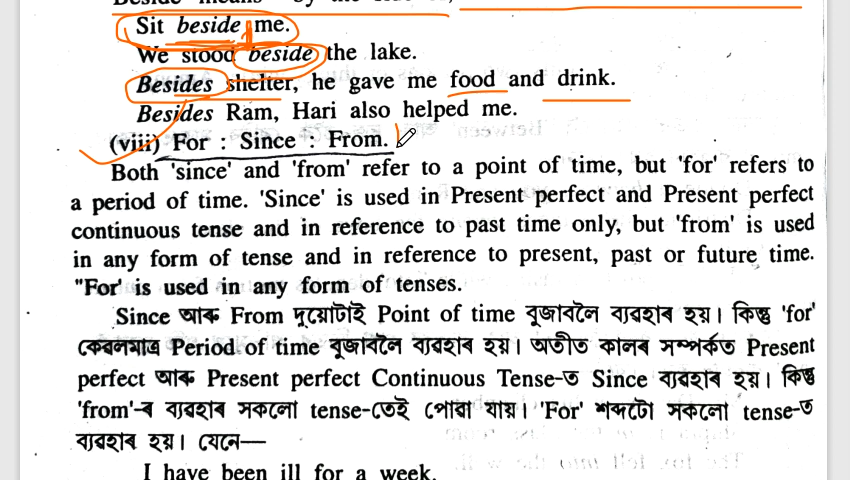 Beside means 'by the side of,
Sit beside me.
We stood beside the lake.
Besides shelter, he gave me food and drink.
Besides Ram, Hari also helped me.
(viii) For : Since : From.
Both 'since' and 'from' refer to a point of time, but 'for' refers to
a period of time. 'Since' is used in Present perfect and Present perfect
continuous tense and in reference to past time only, but 'from' is used
in any form of tense and in reference to present, past or future time.
"For' is used in any form of tenses.
Since আৰু From দুয়োটাই Point of time বুজাবলৈ ব্যৱহাৰ হয়। কিন্তু 'for'
কেৱলমাত্ৰ Period of time বুজাবলৈ ব্যৱহাৰ হয়। অতীত কালৰ সম্পৰ্কত Present
perfect আৰু Present perfect Continuous Tense-ত Since ব্যৱহাৰ হয়। কিন্তু
'from'-ৰ ব্যৱহাৰ সকলো tense-তেই পোৱা যায়। 'For' শব্দটো সকলো tense-ত
ব্যৱহাৰ হয়। যেনে—
I have been ill for a week.